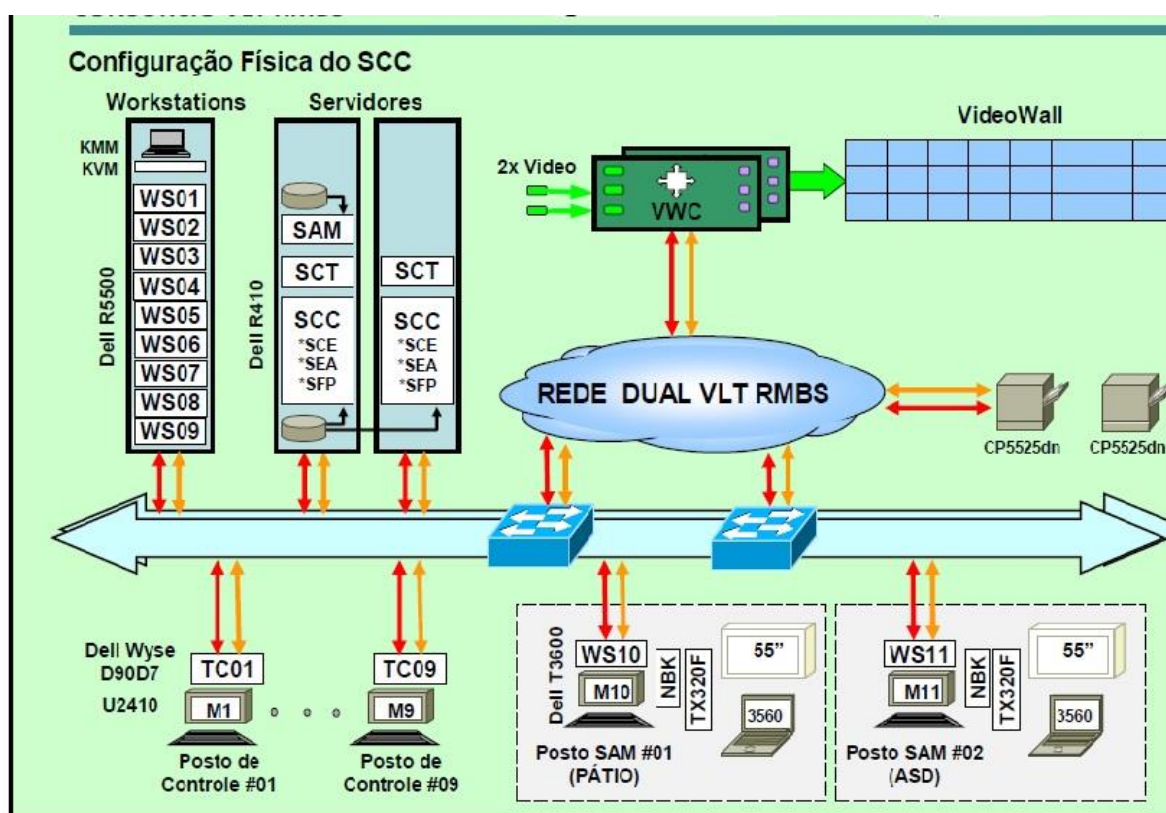 Configuração Física do SCC
Workstations
Servidores
VideoWall
KMM
KVM
WS01
WS02
WS03
WS04
WS05
WS06
WS07
WS08
WS09
Dell R5500
Dell R410
SAM
SCT
SCC
*SCE
*SEA
*SFP
SCT
SCC
*SCE
*SEA
*SFP
2x Video
VWC
REDE DUAL VLT RMBS
CP5525dn
CP5525dn
Dell Wyse
D90D7
U2410
TC01
M1
Posto de
Controle #01
TC09
M9
Posto de
Controle #09
Dell T3600
WS10
M10
NBK
TX320F
55”
3560
Posto SAM #01
(PÁTIO)
WS11
M11
NBK
TX320F
55”
3560
Posto SAM #02
(ASD)